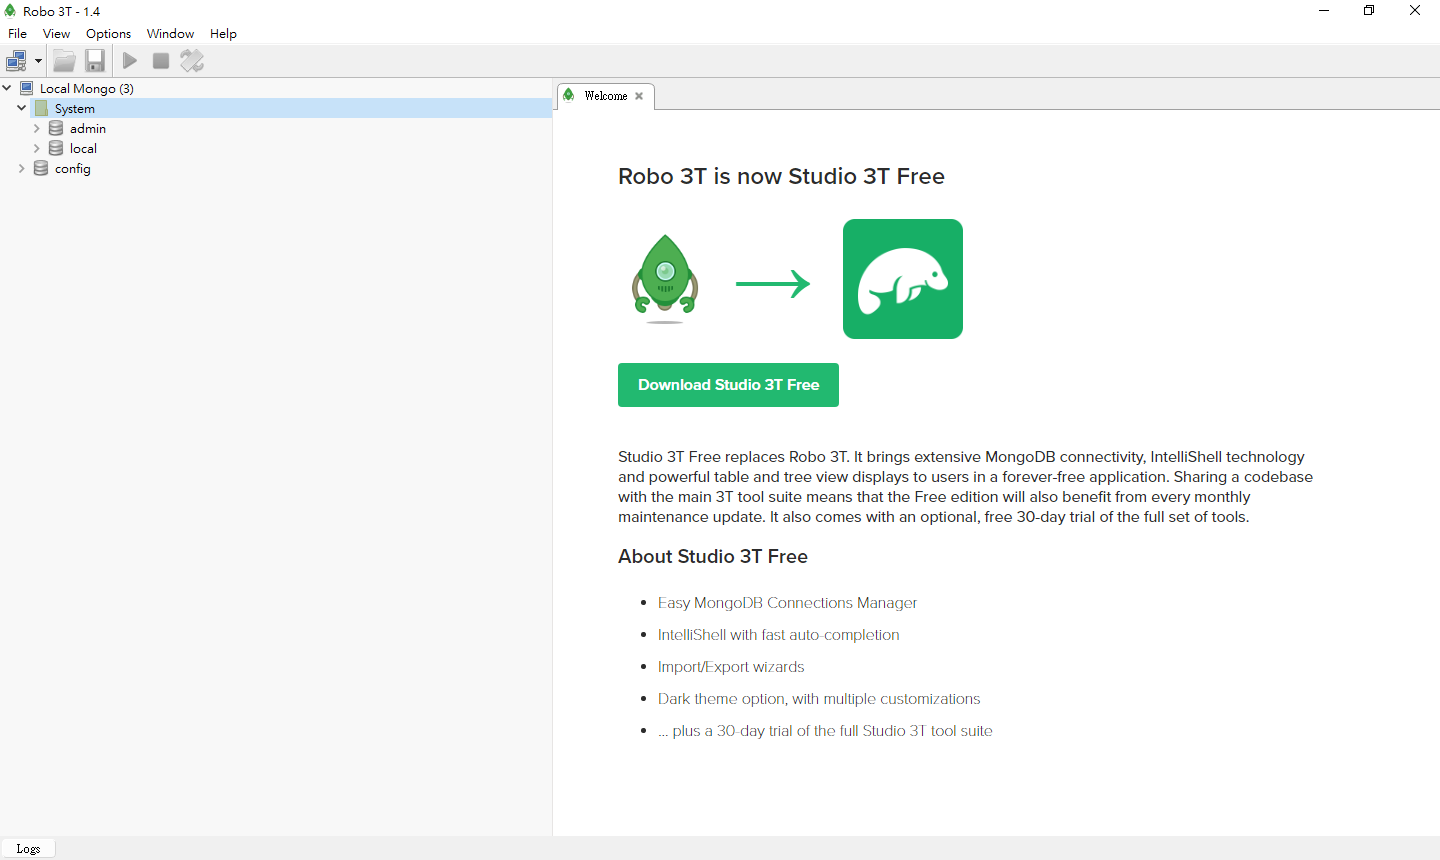 Robo 3T - 1.4
File View Options Window Help
Local Mongo (3)
System
admin
local
config
Welcome
Robo 3T is now Studio 3T Free
Download Studio 3T Free
Studio 3T Free replaces Robo 3T. It brings extensive MongoDB connectivity, IntelliShell technology
and powerful table and tree view displays to users in a forever-free application. Sharing a codebase
with the main 3T tool suite means that the Free edition will also benefit from every monthly
maintenance update. It also comes with an optional, free 30-day trial of the full set of tools.
About Studio 3T Free
Easy MongoDB Connections Manager
IntelliShell with fast auto-completion
Import/Export wizards
Dark theme option, with multiple customizations
... plus a 30-day trial of the full Studio 3T tool suite
Logs